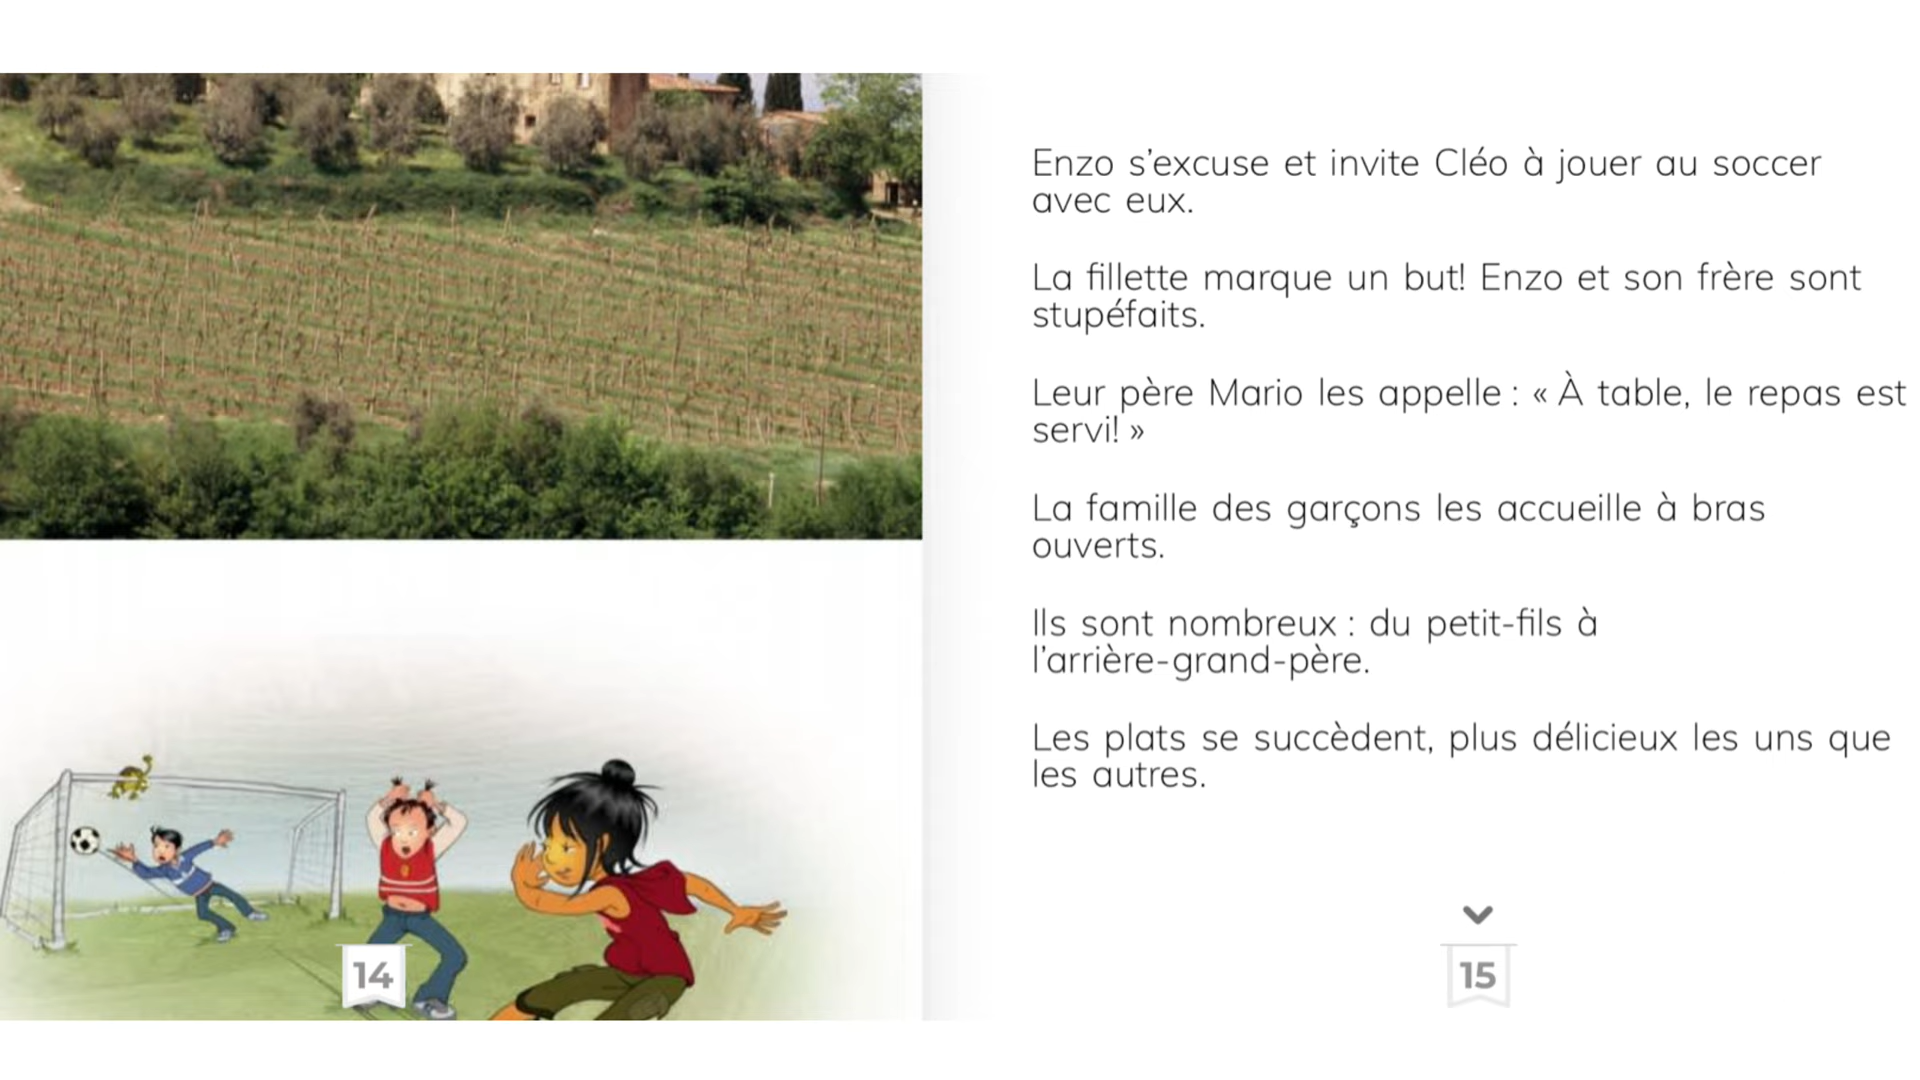 Enzo s'excuse et invite Cléo à jouer au soccer
avec eux.
La fillette marque un but! Enzo et son frère sont
stupéfaits.
Leur père Mario les appelle : « À table, le repas est
servi! »
La famille des garçons les accueille à bras
ouverts.
Ils sont nombreux : du petit-fils à
l'arrière-grand-père.
Les plats se succèdent, plus délicieux les uns que
les autres.
14
15